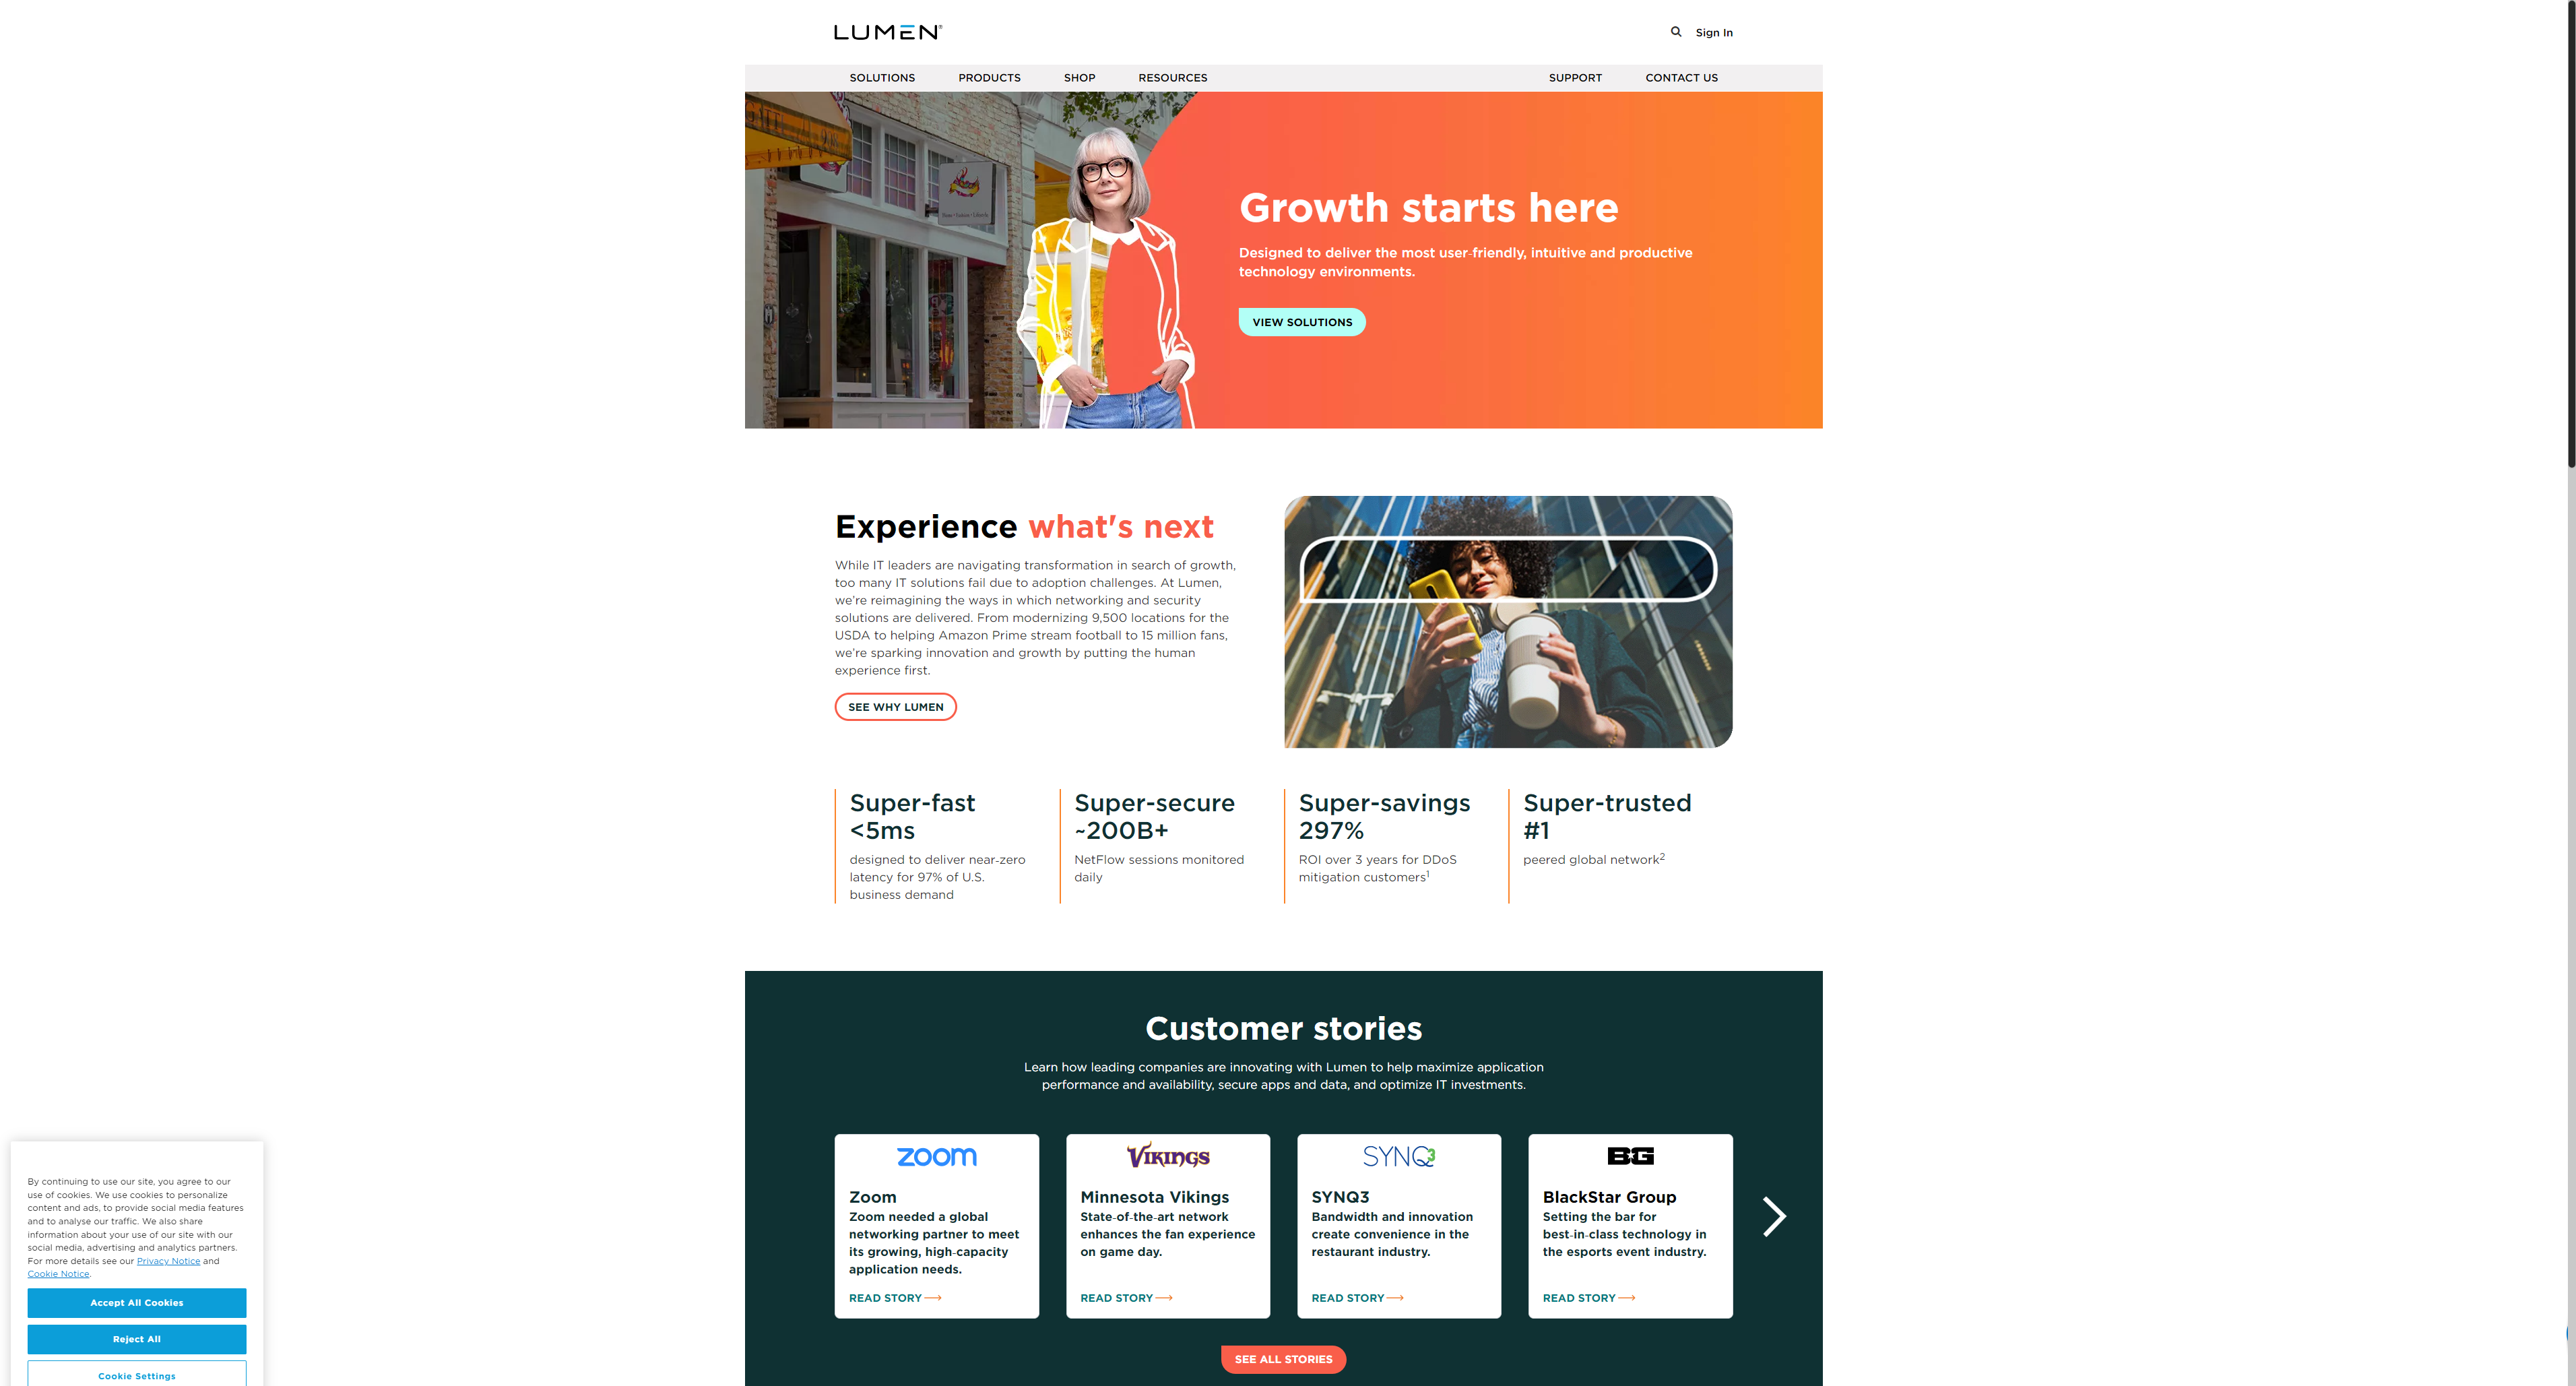 LUMEN®
Sign In
SOLUTIONS
PRODUCTS
SHOP
RESOURCES
SUPPORT
CONTACT US
Growth starts here
Designed to deliver the most user-friendly, intuitive and productive
technology environments.
VIEW SOLUTIONS
Experience what's next
While IT leaders are navigating transformation in search of growth,
too many IT solutions fail due to adoption challenges. At Lumen,
we’re reimagining the ways in which networking and security
solutions are delivered. From modernizing 9,500 locations for the
USDA to helping Amazon Prime stream football to 15 million fans,
we’re sparking innovation and growth by putting the human
experience first.
SEE WHY LUMEN
Super-fast
<5ms
designed to deliver near-zero
latency for 97% of U.S.
business demand
Super-secure
~200B+
NetFlow sessions monitored
daily
Super-savings
297%
ROI over 3 years for DDoS
mitigation customers¹
Super-trusted
#1
peered global network²
Customer stories
Learn how leading companies are innovating with Lumen to help maximize application
performance and availability, secure apps and data, and optimize IT investments.
zoom
Zoom
Zoom needed a global
networking partner to meet
its growing, high-capacity
application needs.
READ STORY
VIKINGS
Minnesota Vikings
State-of-the-art network
enhances the fan experience
on game day.
READ STORY
SYNQ3
SYNQ3
Bandwidth and innovation
create convenience in the
restaurant industry.
READ STORY
BG
BlackStar Group
Setting the bar for
best-in-class technology in
the esports event industry.
READ STORY
SEE ALL STORIES
By continuing to use our site, you agree to our
use of cookies. We use cookies to personalize
content and ads, to provide social media features
and to analyse our traffic. We also share
information about your use of our site with our
social media, advertising and analytics partners.
For more details see our Privacy Notice and
Cookie Notice.
Accept All Cookies
Reject All
Cookie Settings